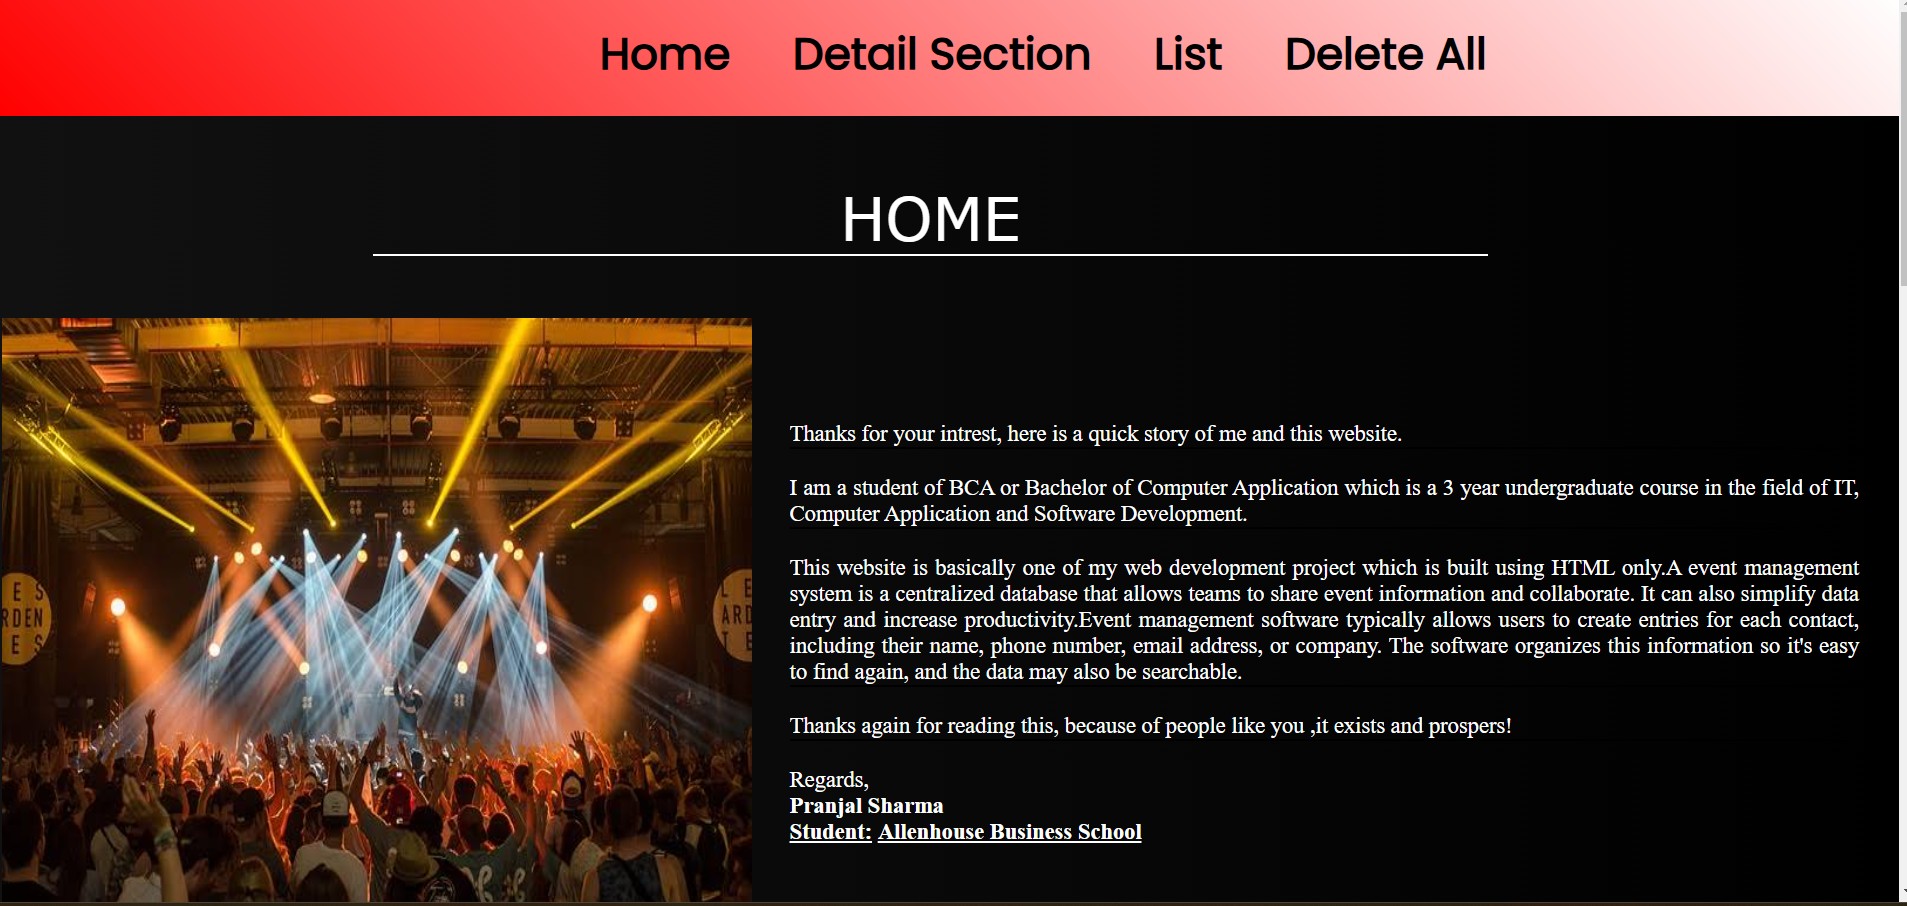 Home Detail Section List Delete All
HOME
Thanks for your intrest, here is a quick story of me and this website.
I am a student of BCA or Bachelor of Computer Application which is a 3 year undergraduate course in the field of IT,
Computer Application and Software Development.
This website is basically one of my web development project which is built using HTML only.A event management
system is a centralized database that allows teams to share event information and collaborate. It can also simplify data
entry and increase productivity.Event management software typically allows users to create entries for each contact,
including their name, phone number, email address, or company. The software organizes this information so it's easy
to find again, and the data may also be searchable.
Thanks again for reading this, because of people like you ,it exists and prospers!
Regards,
Pranjal Sharma
Student: Allenhouse Business School